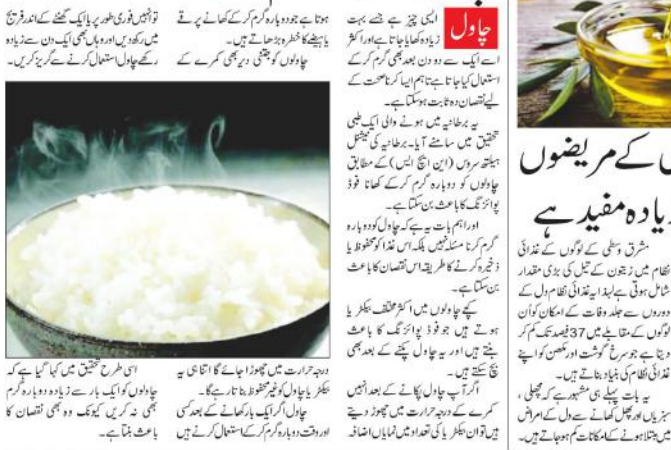 چاول
ایسی چیز ہے جسے بہت
زیادہ کھایا جاتا ہے اور اکثر
اسے ایک سے دو دن بعد بھی گرم کرکے
استعمال کیا جاتا ہے تاہم ایسا کرنا صحت کے
لیے نقصان دہ ثابت ہوسکتا ہے۔
یہ برطانیہ میں ہونے والی ایک طبی
تحقیق میں سامنے آیا۔ برطانیہ کی نیشنل
ہیلتھ سروس (این ایچ ایس) کے مطابق
چاولوں کو دوبارہ گرم کرکے کھانا فوڈ
پوائزنگ کا باعث بن سکتا ہے۔
اور اہم بات یہ ہے کہ چاول کو دوبارہ
گرم کرنا مسئلہ نہیں بلکہ اس غذا کو محفوظ یا
ذخیرہ کرنے کا طریقہ اس نقصان کا باعث
بن سکتا ہے۔
کچے چاولوں میں اکثر مختلف بیکٹریا
ہوتے ہیں جو فوڈ پوائزنگ کا باعث
بنتے ہیں اور یہ چاول پکنے کے بعد بھی
بچ سکتے ہیں۔
اگر آپ چاول پکانے کے بعد انہیں
کمرے کے درجہ حرارت میں چھوڑ دیتے
ہیں تو ان بیکٹریا کی تعداد میں نمایاں اضافہ
ہوتا ہے جو دوبارہ گرم کرکے کھانے پر قے
یا ہیضے کا خطرہ بڑھاتے ہیں۔
چاولوں کو جتنی دیر بھی کمرے کے
درجہ حرارت میں چھوڑا جائے گا اتنا ہی یہ
بیکٹریا چاول کو غیر محفوظ بناتا رہے گا۔
چاول اگر ایک بار کھانے کے بعد کسی
اور وقت دوبارہ گرم کرکے استعمال کرنے ہیں
تو انہیں فوری طور پر یا ایک گھنٹے کے اندر فریج
میں رکھ دیں اور وہاں بھی ایک دن سے زیادہ
رکھے چاول استعمال کرنے سے گریز کریں۔
اسی طرح تحقیق میں کہا گیا ہے کہ
چاولوں کو ایک بار سے زیادہ دوبارہ گرم
بھی نہ کریں کیونکہ وہ بھی نقصان کا
باعث بنتا ہے۔
کے مریضوں
زیادہ مفید ہے
مشرق وسطی کے لوگوں کے غذائی
نظام میں زیتون کے تیل کی بڑی مقدار
شامل ہوتی ہے لہذا یہ غذائی نظام دل کے
دوروں سے جلد وفات کے امکان کو ان
لوگوں کے مقابلے میں 37 فیصد تک کم کر
دیتا ہے جو سرخ گوشت اور مکھن کو اپنے
غذائی نظام کی بنیاد بناتے ہیں۔
یہ بات پہلے ہی مشہور ہے کہ مچھلی ،
سبزیاں اور پھل کھانے سے دل کے امراض
میں مبتلا ہونے کے امکانات کم ہو جاتے ہیں۔